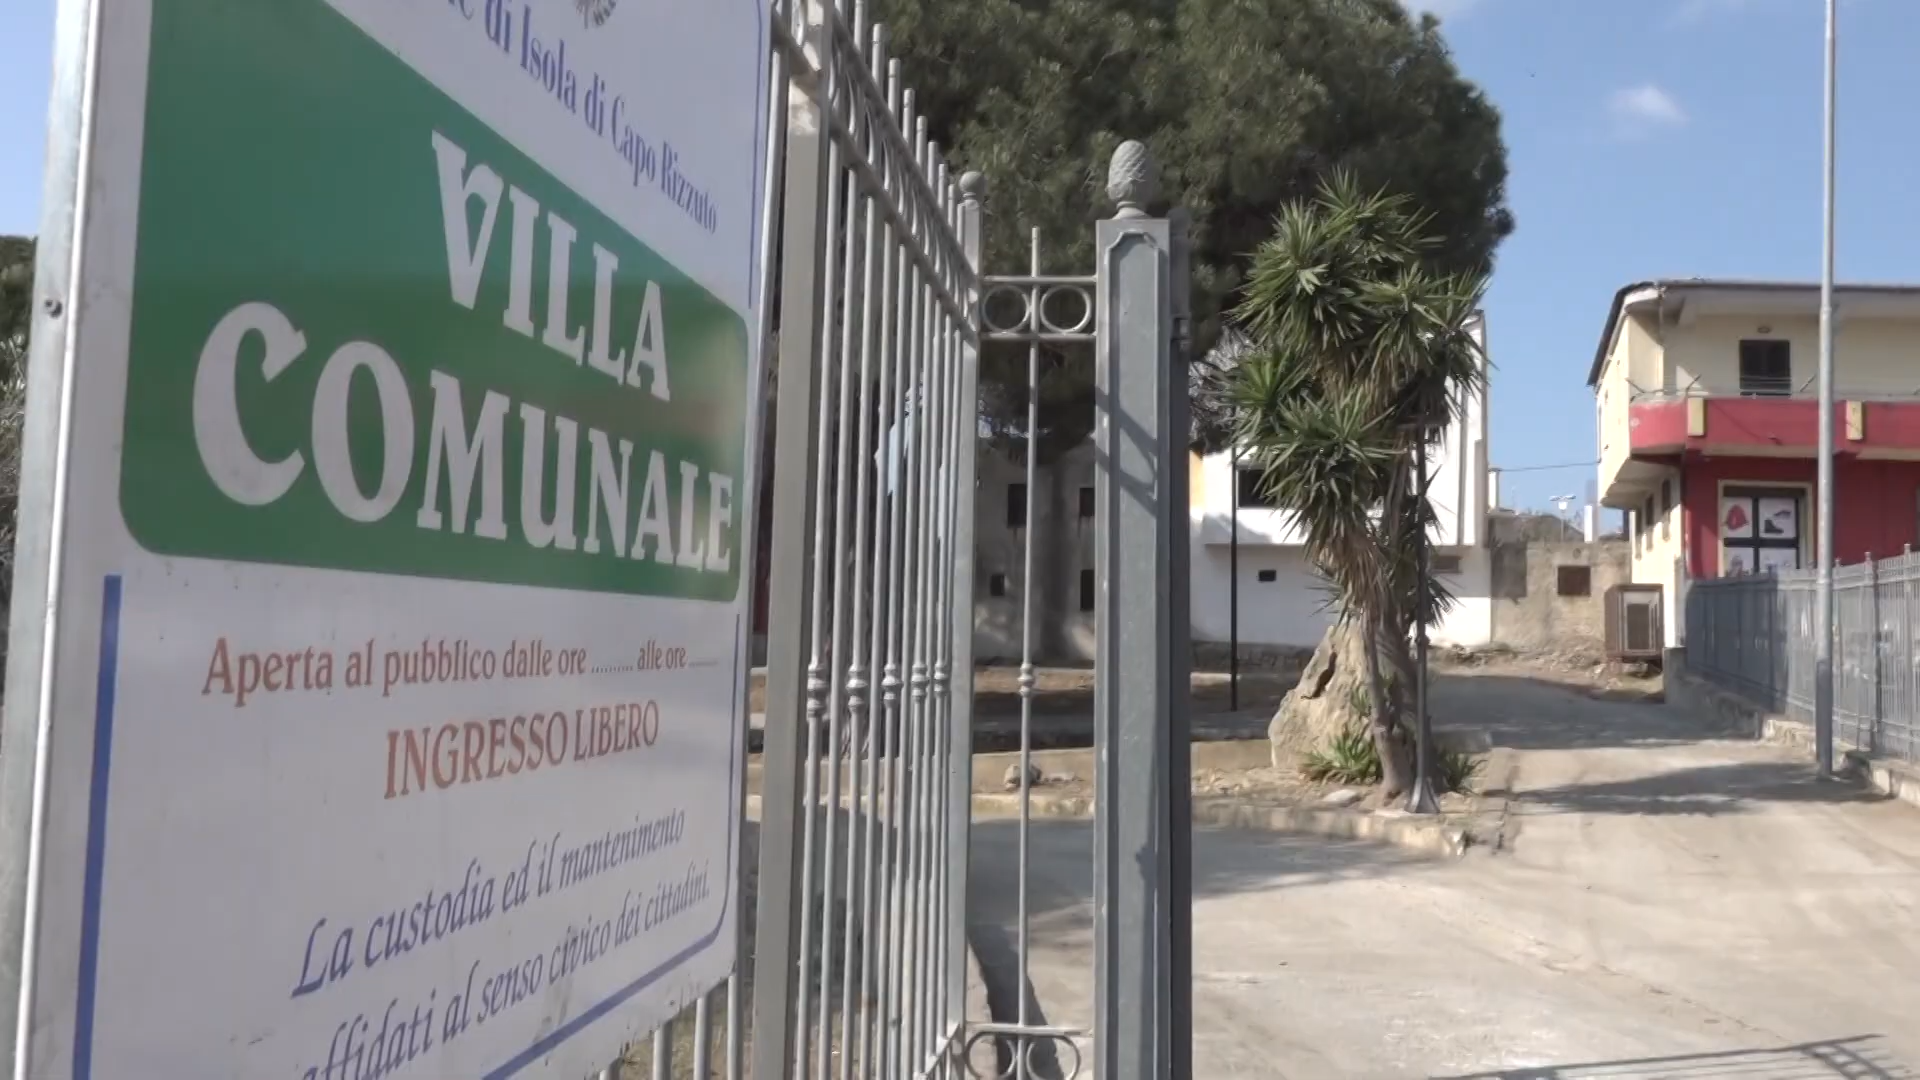 di Isola di Capo Rizzuto
VILLA
COMUNALE
Aperta al pubblico dalle ore ......... alle ore ........
INGRESSO LIBERO
La custodia ed il mantenimento
affidati al senso civico dei cittadini.